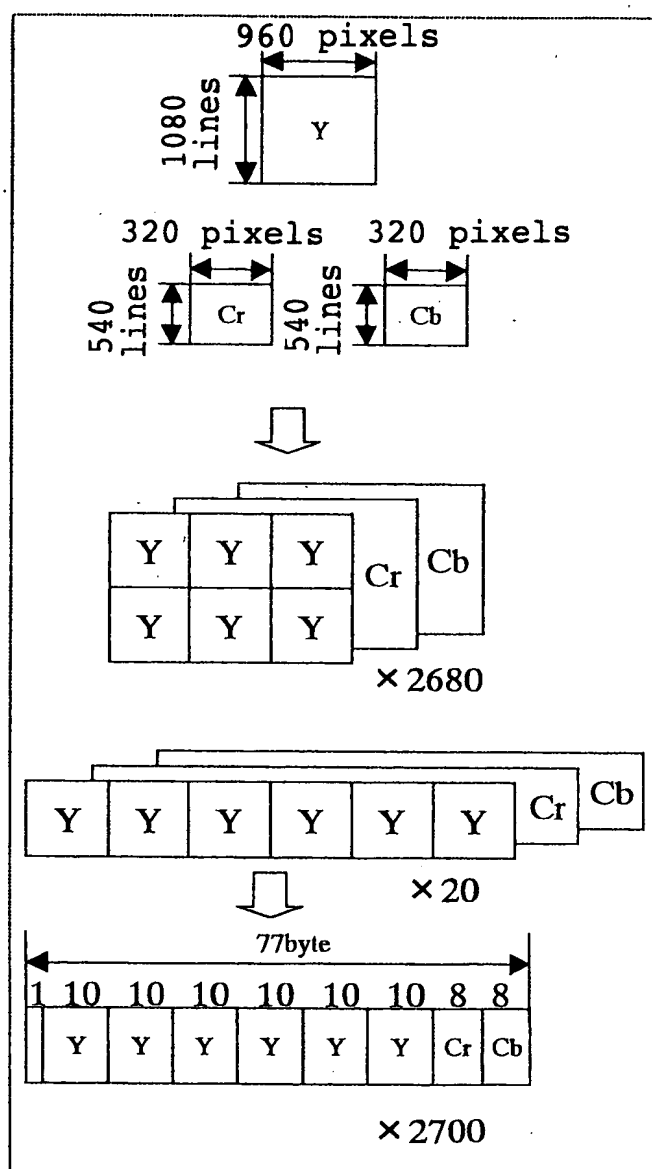 960 pixels
1080 lines
Y
320 pixels 320 pixels
540 lines
Cr
540 lines
Cb
Y Y Y
Cr
Cb
Y Y Y
×2680
Y Y Y Y Y Y Cr Cb
×20
77byte
1 10 10 10 10 10 10 8 8
Y Y Y Y Y Y Cr Cb
×2700